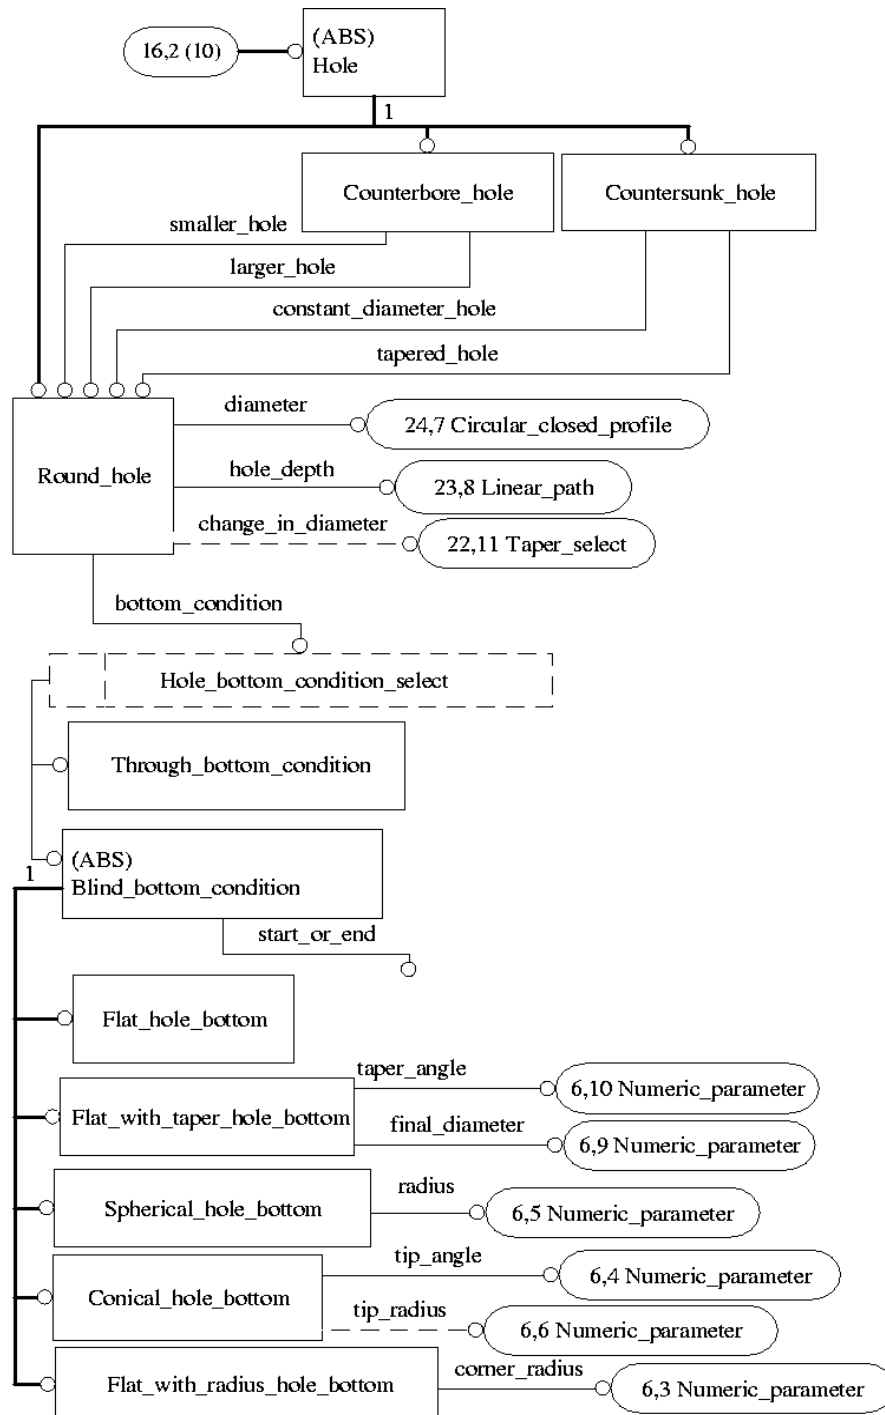 16,2 (10)
(ABS)
Hole
1
Counterbore_hole
Countersunk_hole
smaller_hole
larger_hole
constant_diameter_hole
tapered_hole
Round_hole
diameter
24,7 Circular_closed_profile
hole_depth
23,8 Linear_path
change_in_diameter
22,11 Taper_select
bottom_condition
Hole_bottom_condition_select
Through_bottom_condition
1
(ABS)
Blind_bottom_condition
start_or_end
Flat_hole_bottom
Flat_with_taper_hole_bottom
taper_angle
6,10 Numeric_parameter
final_diameter
6,9 Numeric_parameter
Spherical_hole_bottom
radius
6,5 Numeric_parameter
Conical_hole_bottom
tip_angle
6,4 Numeric_parameter
tip_radius
6,6 Numeric_parameter
Flat_with_radius_hole_bottom
corner_radius
6,3 Numeric_parameter